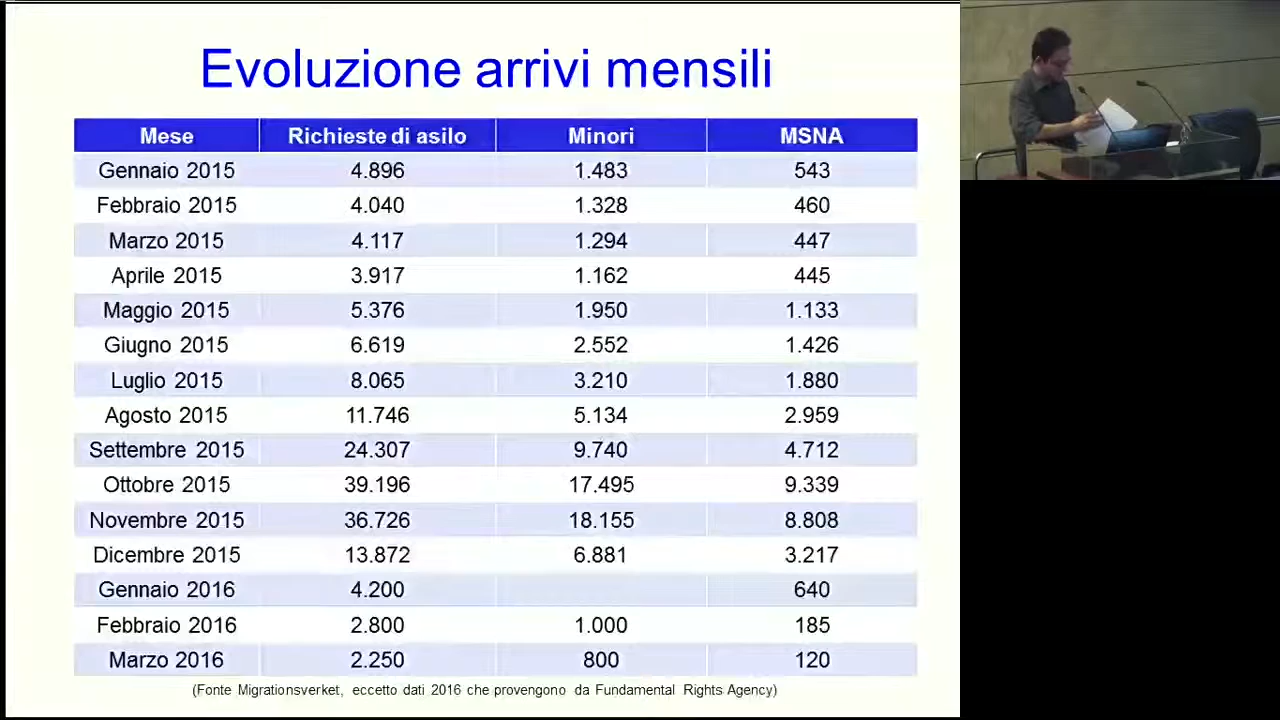 Evoluzione arrivi mensili
Mese Richieste di asilo Minori MSNA
Gennaio 2015 4.896 1.483 543
Febbraio 2015 4.040 1.328 460
Marzo 2015 4.117 1.294 447
Aprile 2015 3.917 1.162 445
Maggio 2015 5.376 1.950 1.133
Giugno 2015 6.619 2.552 1.426
Luglio 2015 8.065 3.210 1.880
Agosto 2015 11.746 5.134 2.959
Settembre 2015 24.307 9.740 4.712
Ottobre 2015 39.196 17.495 9.339
Novembre 2015 36.726 18.155 8.808
Dicembre 2015 13.872 6.881 3.217
Gennaio 2016 4.200 640
Febbraio 2016 2.800 1.000 185
Marzo 2016 2.250 800 120
(Fonte Migrationsverket, eccetto dati 2016 che provengono da Fundamental Rights Agency)